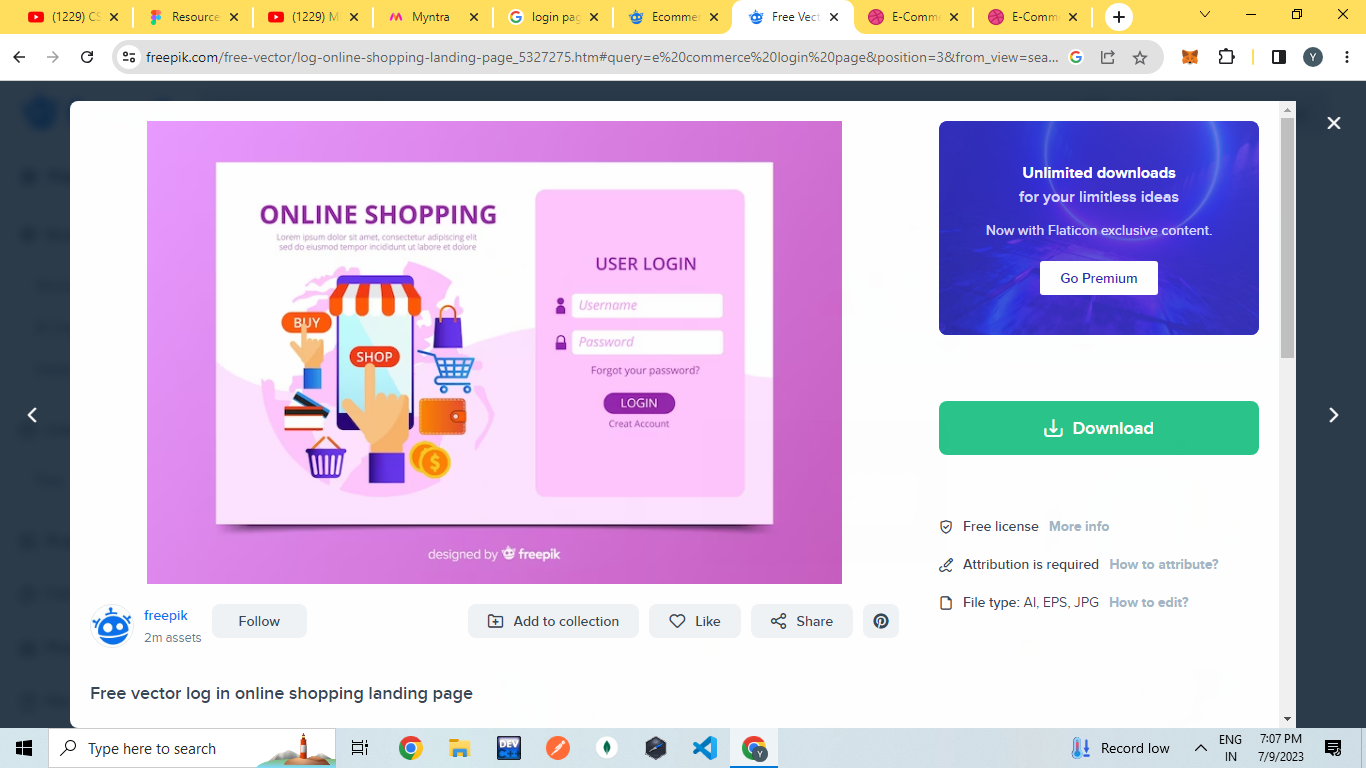 (1229) CS
Resource
(1229) M
Myntra
login pag
Ecommer
Free Vect
E-Comm
E-Comm
freepik.com/free-vector/log-online-shopping-landing-page_5327275.htm#query=e%20commerce%20login%20page&position=3&from_view=sea...
Y
ONLINE SHOPPING
Lorem ipsum dolor sit amet, consectetur adipiscing elit
sed do eiusmod tempor incididunt ut labore et dolore
BUY
SHOP
USER LOGIN
Username
Password
Forgot your password?
LOGIN
Creat Account
designed by freepik
Unlimited downloads
for your limitless ideas
Now with Flaticon exclusive content.
Go Premium
Download
Free license More info
Attribution is required How to attribute?
File type: AI, EPS, JPG How to edit?
freepik
2m assets
Follow
Add to collection
Like
Share
Free vector log in online shopping landing page
Type here to search
DEV
Y
Record low
ENG
IN
7:07 PM
7/9/2023